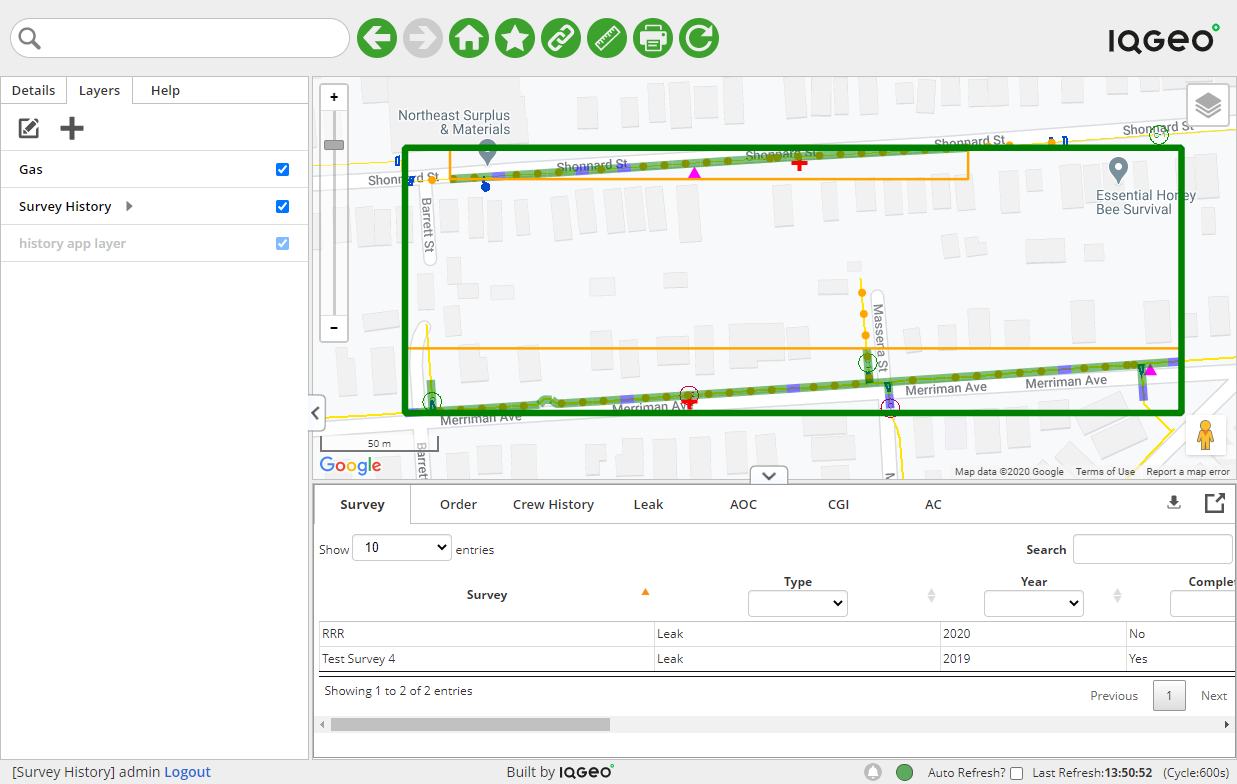 IQGEO
Details
Layers
Help
Gas
Survey History
history app layer
+
−
Northeast Surplus
& Materials
Shonnard St
Shonnard St
Shonnard St
Shonnard St
Shonnard St
Essential Honey
Bee Survival
Barrett St
Massena St
Merriman Ave
Merriman Ave
Merriman Ave
Merriman Ave
Barret
50 m
Google
Map data ©2020 Google
Terms of Use
Report a map error
Survey
Order
Crew History
Leak
AOC
CGI
AC
Show 10 entries
Search
Survey
Type
Year
Complet
RRR Leak 2020 No
Test Survey 4 Leak 2019 Yes
Showing 1 to 2 of 2 entries
Previous 1 Next
[Survey History] admin Logout
Built by IQGEO
Auto Refresh?
Last Refresh:13:50:52
(Cycle:600s)